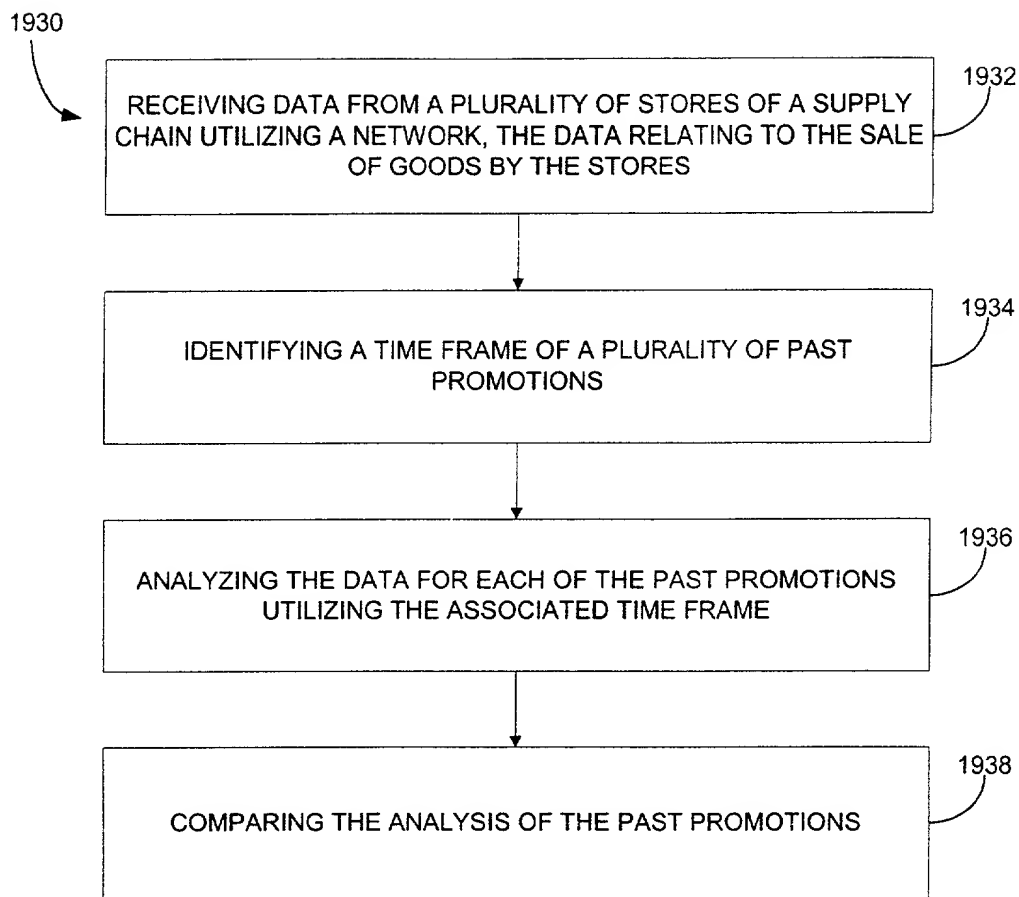 1930
1932
RECEIVING DATA FROM A PLURALITY OF STORES OF A SUPPLY
CHAIN UTILIZING A NETWORK, THE DATA RELATING TO THE SALE
OF GOODS BY THE STORES
1934
IDENTIFYING A TIME FRAME OF A PLURALITY OF PAST
PROMOTIONS
1936
ANALYZING THE DATA FOR EACH OF THE PAST PROMOTIONS
UTILIZING THE ASSOCIATED TIME FRAME
1938
COMPARING THE ANALYSIS OF THE PAST PROMOTIONS